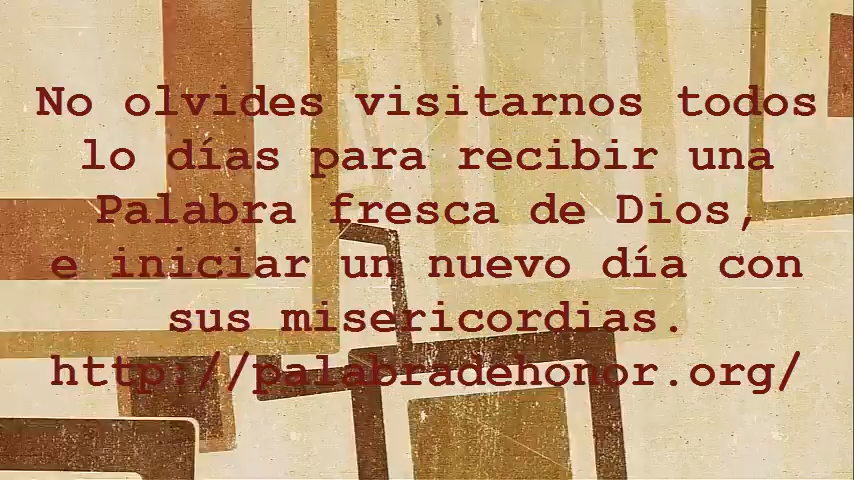 No olvides visitarnos todos
lo días para recibir una
Palabra fresca de Dios,
e iniciar un nuevo día con
sus misericordias.
http://palabradehonor.org/